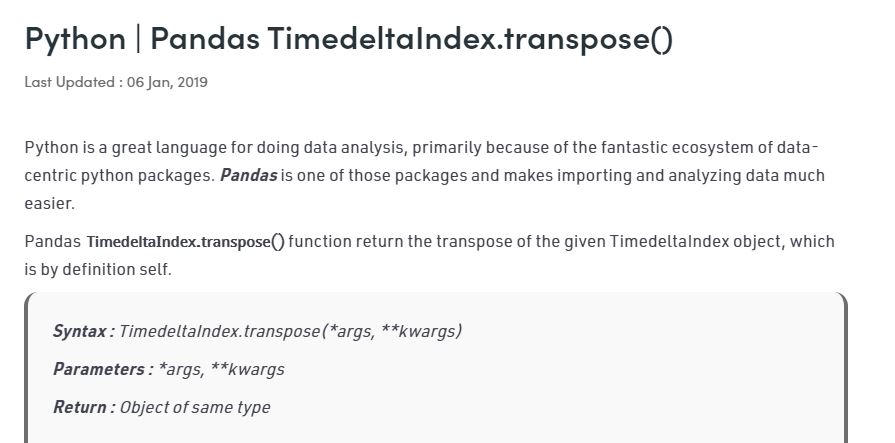 Python | Pandas TimedeltaIndex.transpose()
Last Updated : 06 Jan, 2019
Python is a great language for doing data analysis, primarily because of the fantastic ecosystem of data-
centric python packages. Pandas is one of those packages and makes importing and analyzing data much
easier.
Pandas TimedeltaIndex.transpose() function return the transpose of the given TimedeltaIndex object, which
is by definition self.
Syntax : TimedeltaIndex.transpose(*args, **kwargs)
Parameters : *args, **kwargs
Return : Object of same type